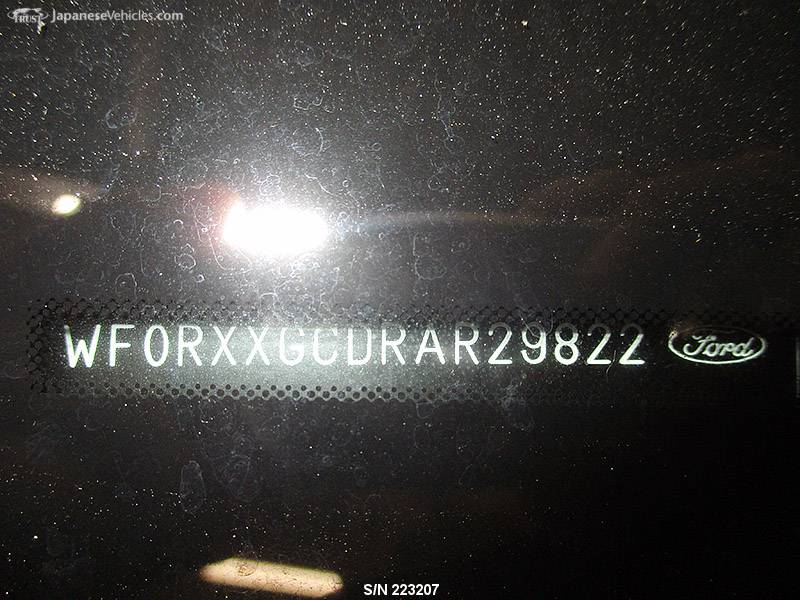 TRUST JapaneseVehicles.com
WF0RXXGCDRAR29822 Ford
S/N 223207